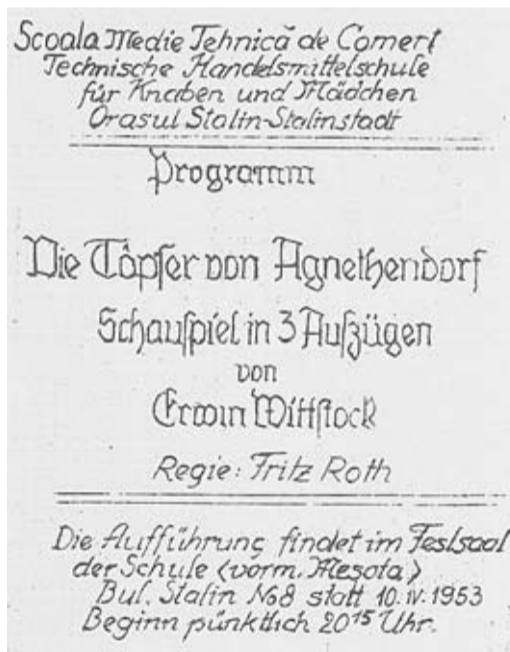 Scoala Medie Tehnică de Comerț
Technische Handelsmittelschule
für Knaben und Mädchen
Orasul Stalin-Stalinstadt
Programm
Die Töpfer von Agnethendorf
Schauspiel in 3 Aufzügen
von
Erwin Wittstock
Regie: Fritz Roth
Die Aufführung findet im Festsaal
der Schule (vorm. Mesota)
Bul. Stalin No8 statt 10.IV.1953
Beginn pünktlich 20¹⁵ Uhr.